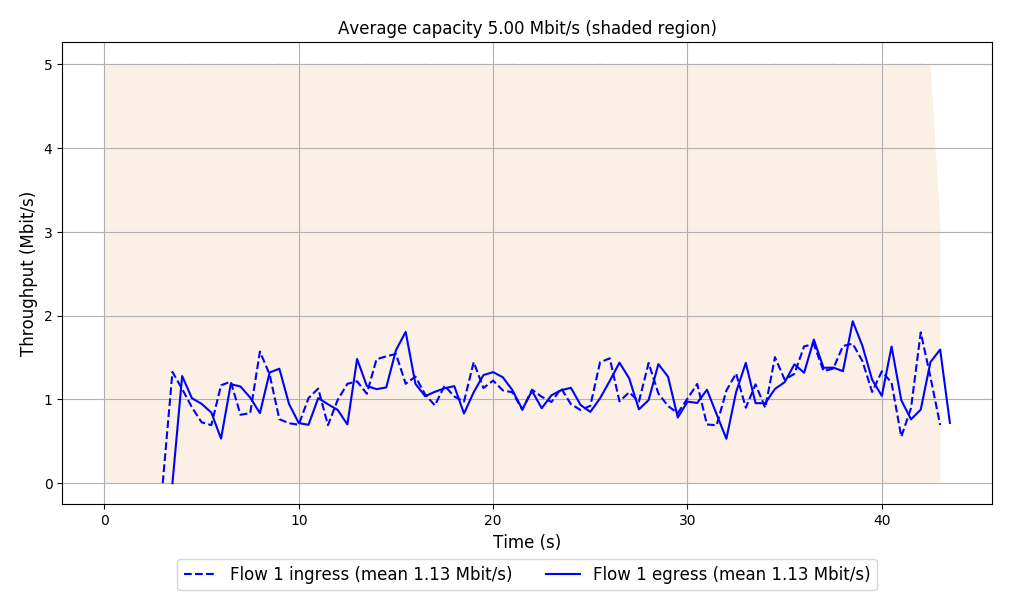 Average capacity 5.00 Mbit/s (shaded region)
5
4
3
2
1
0
Throughput (Mbit/s)
0 10 20 30 40
Time (s)
Flow 1 ingress (mean 1.13 Mbit/s) Flow 1 egress (mean 1.13 Mbit/s)